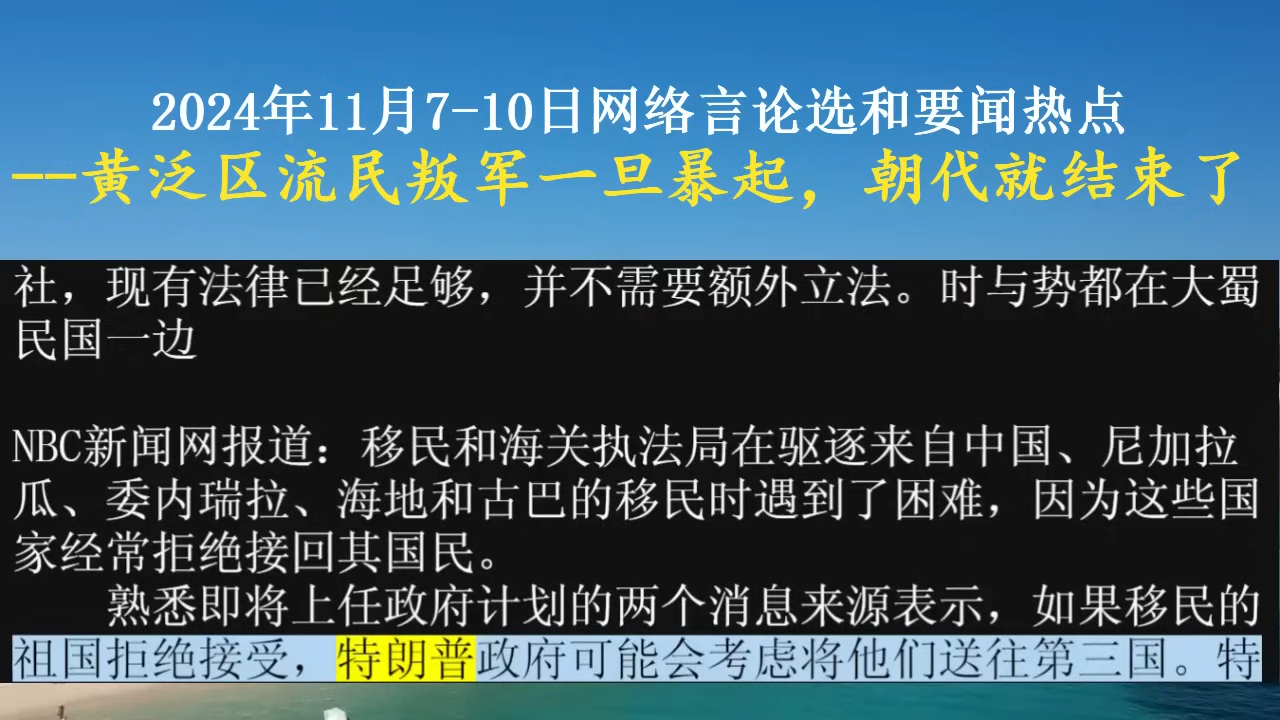 2024年11月7-10日网络言论选和要闻热点
--黄泛区流民叛军一旦暴起，朝代就结束了
社，现有法律已经足够，并不需要额外立法。时与势都在大蜀
民国一边
NBC新闻网报道：移民和海关执法局在驱逐来自中国、尼加拉
瓜、委内瑞拉、海地和古巴的移民时遇到了困难，因为这些国
家经常拒绝接回其国民。
熟悉即将上任政府计划的两个消息来源表示，如果移民的
祖国拒绝接受，特朗普政府可能会考虑将他们送往第三国。特